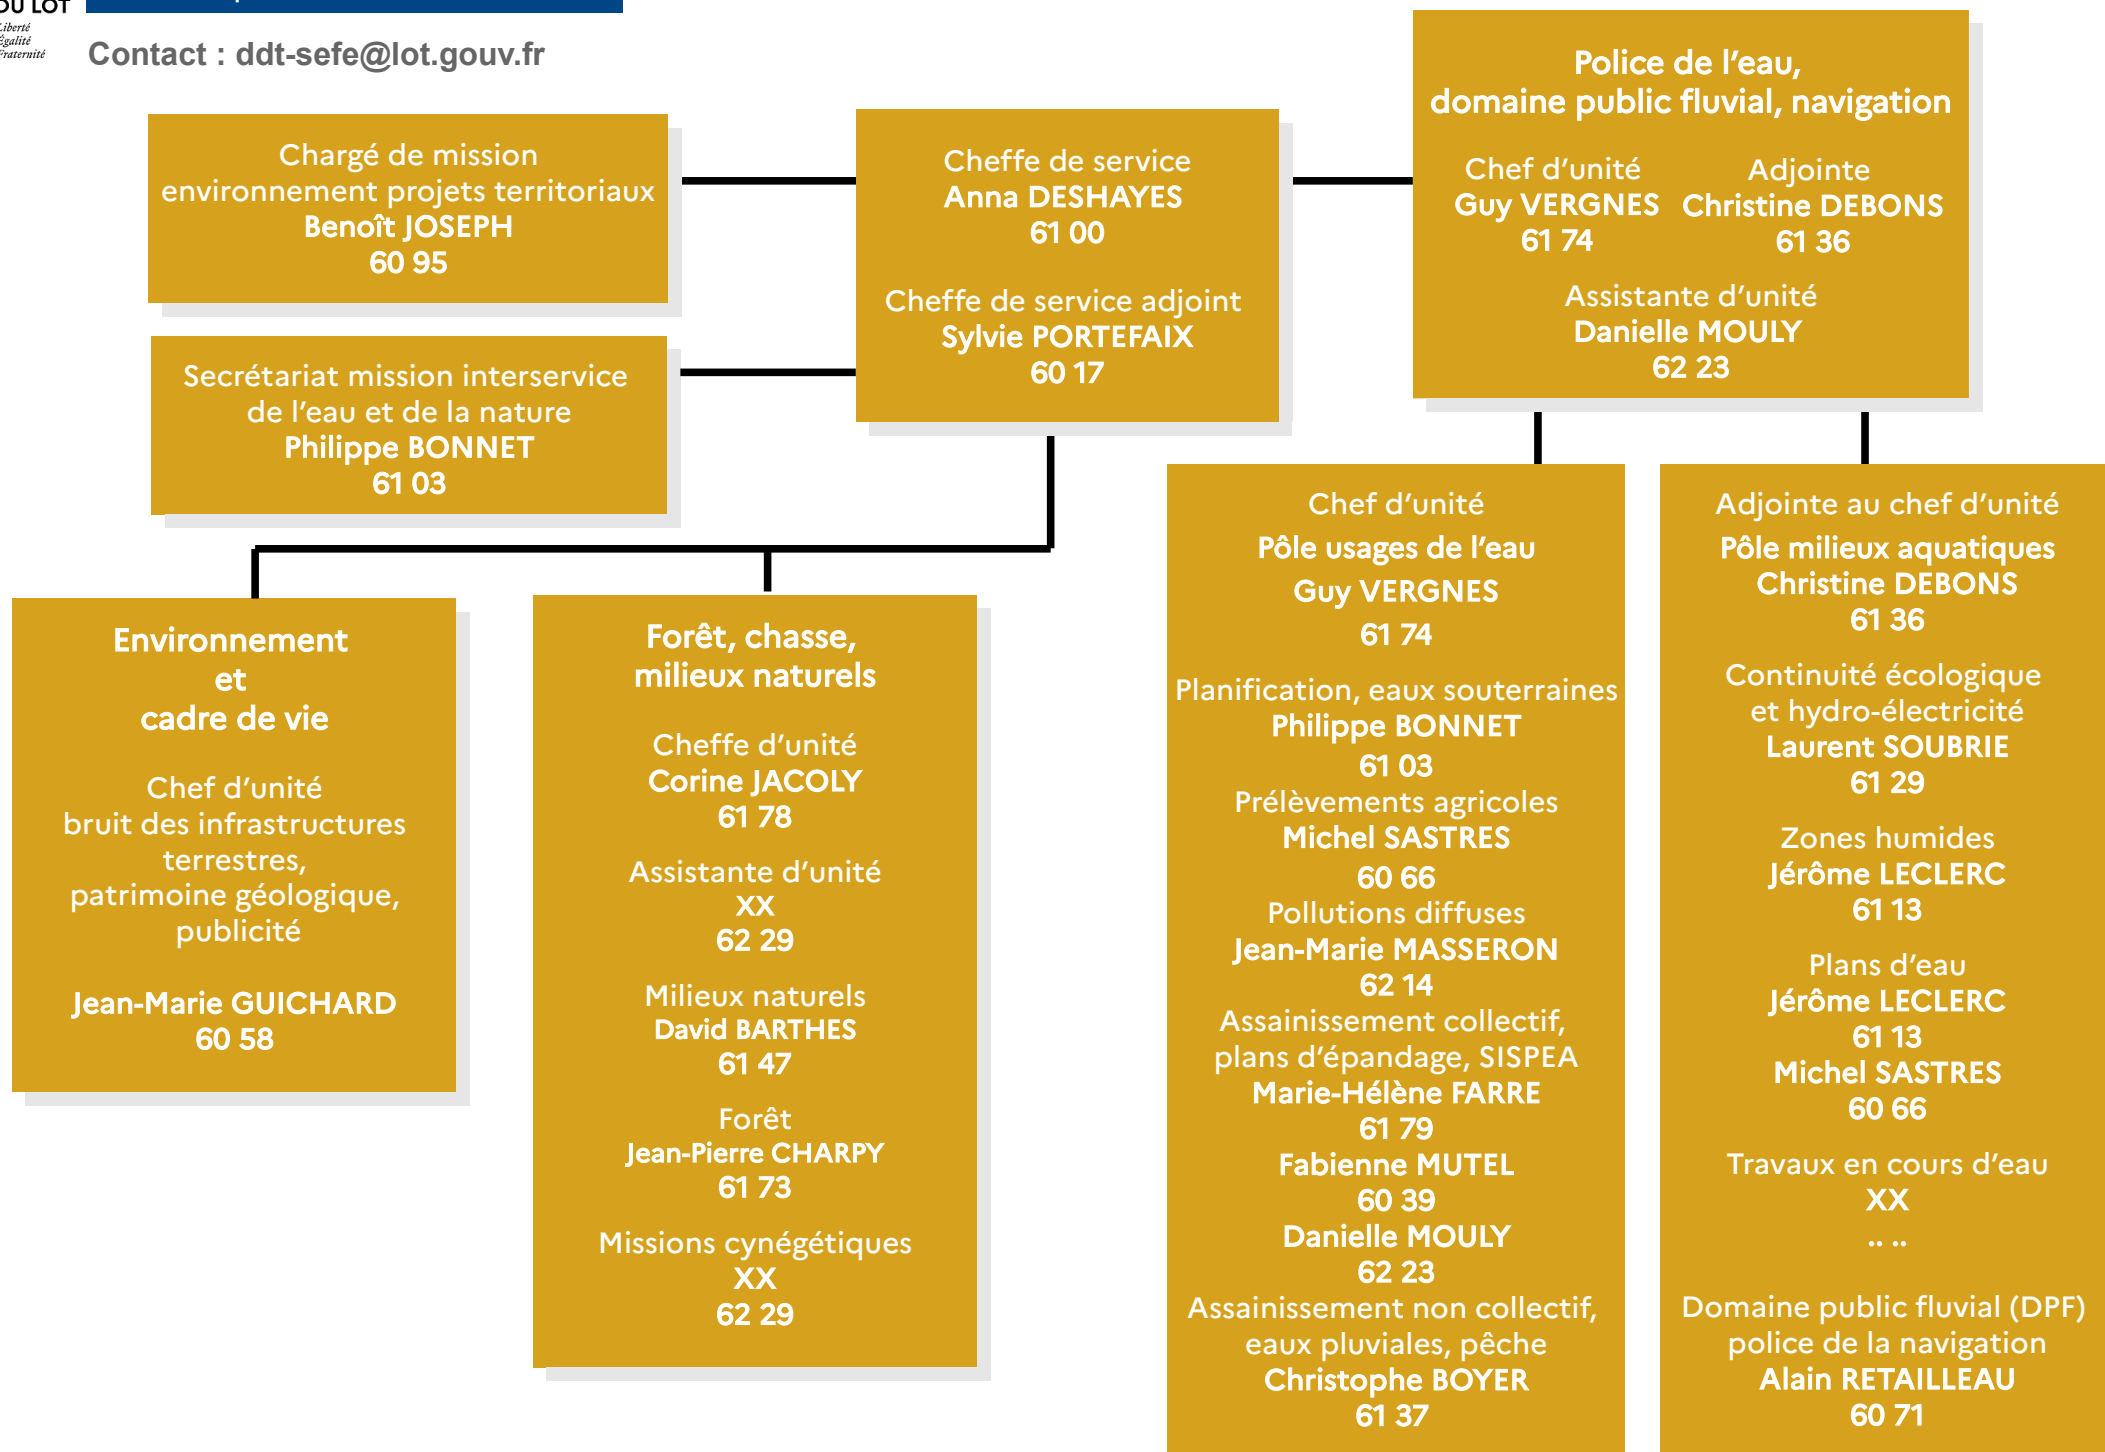 DU LOT
Liberté
Égalité
Fraternité
Contact : ddt-sefe@lot.gouv.fr
Chargé de mission
environnement projets territoriaux
Benoît JOSEPH
60 95
Secrétariat mission interservice
de l’eau et de la nature
Philippe BONNET
61 03
Cheffe de service
Anna DESHAYES
61 00
Cheffe de service adjoint
Sylvie PORTEFAIX
60 17
Police de l’eau,
domaine public fluvial, navigation
Chef d’unité
Guy VERGNES
61 74
Adjointe
Christine DEBONS
61 36
Assistante d’unité
Danielle MOULY
62 23
Environnement
et
cadre de vie
Chef d’unité
bruit des infrastructures
terrestres,
patrimoine géologique,
publicité
Jean-Marie GUICHARD
60 58
Forêt, chasse,
milieux naturels
Cheffe d’unité
Corine JACOLY
61 78
Assistante d’unité
XX
62 29
Milieux naturels
David BARTHES
61 47
Forêt
Jean-Pierre CHARPY
61 73
Missions cynégétiques
XX
62 29
Chef d’unité
Pôle usages de l’eau
Guy VERGNES
61 74
Planification, eaux souterraines
Philippe BONNET
61 03
Prélèvements agricoles
Michel SASTRES
60 66
Pollutions diffuses
Jean-Marie MASSERON
62 14
Assainissement collectif,
plans d’épandage, SISPEA
Marie-Hélène FARRE
61 79
Fabienne MUTEL
60 39
Danielle MOULY
62 23
Assainissement non collectif,
eaux pluviales, pêche
Christophe BOYER
61 37
Adjointe au chef d’unité
Pôle milieux aquatiques
Christine DEBONS
61 36
Continuité écologique
et hydro-électricité
Laurent SOUBRIE
61 29
Zones humides
Jérôme LECLERC
61 13
Plans d’eau
Jérôme LECLERC
61 13
Michel SASTRES
60 66
Travaux en cours d’eau
XX
.. ..
Domaine public fluvial (DPF)
police de la navigation
Alain RETAILLEAU
60 71